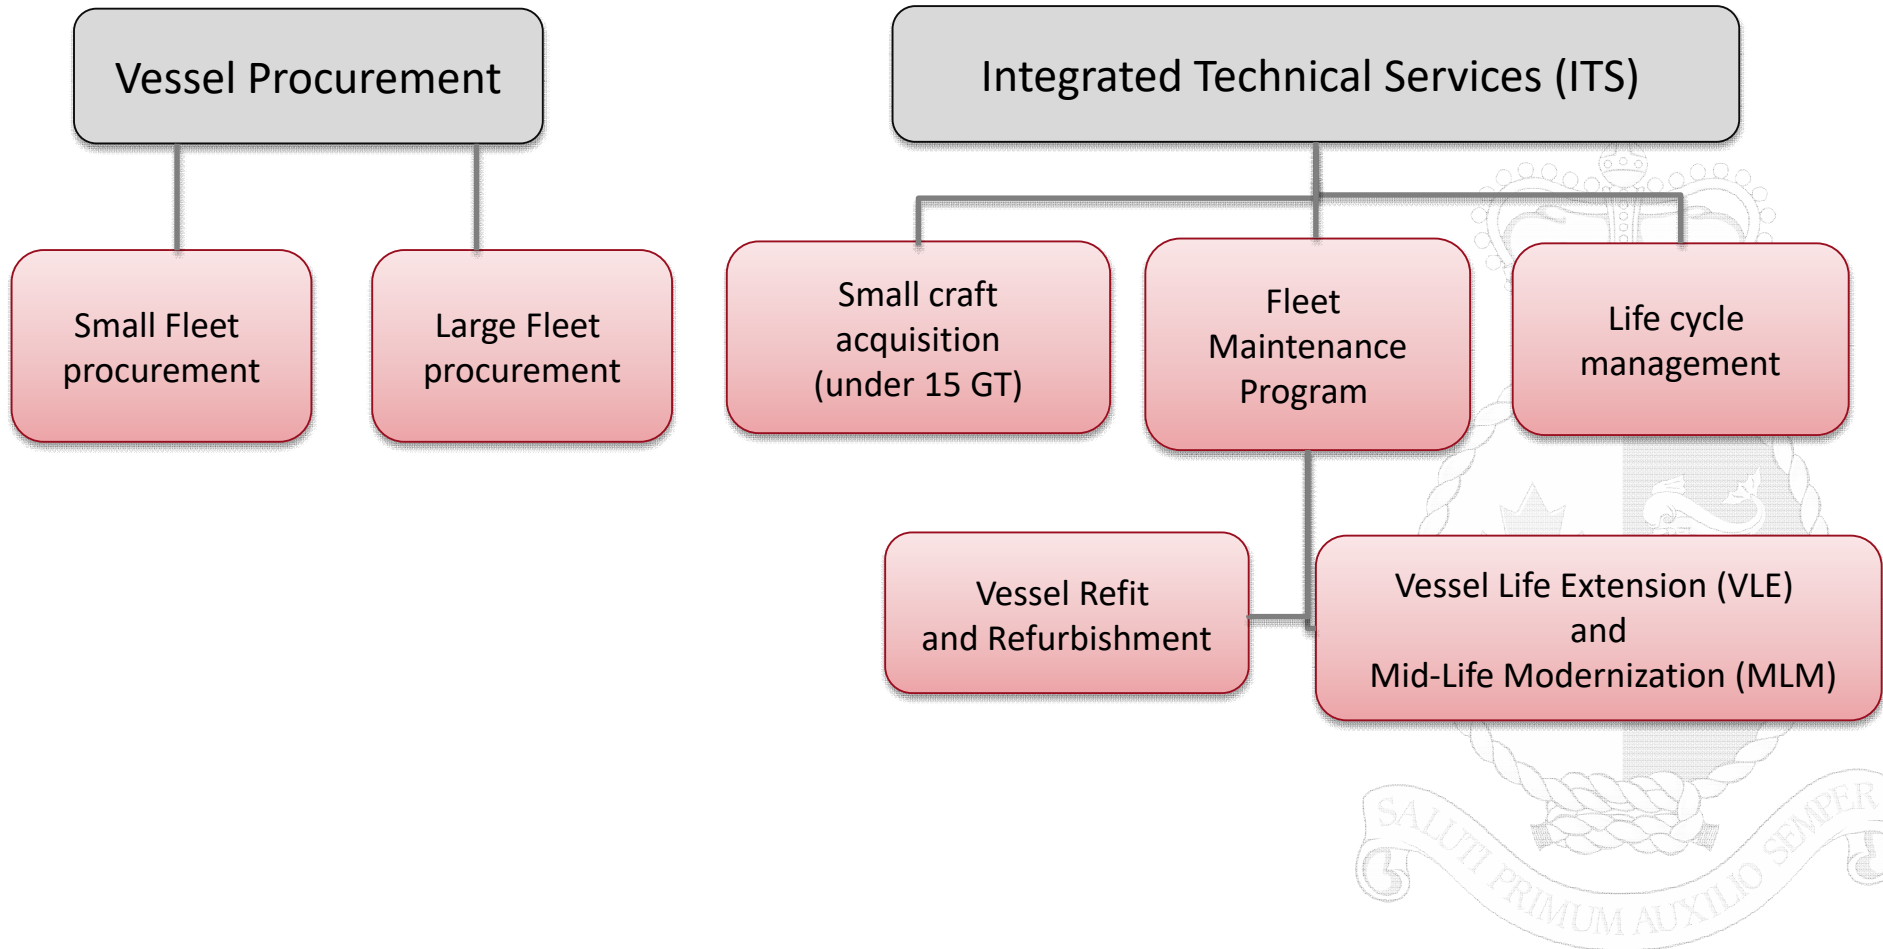 Vessel Procurement
Integrated Technical Services (ITS)
Small Fleet
procurement
Large Fleet
procurement
Small craft
acquisition
(under 15 GT)
Fleet
Maintenance
Program
Life cycle
management
Vessel Refit
and Refurbishment
Vessel Life Extension (VLE)
and
Mid-Life Modernization (MLM)
SALUTI PRIMUM AUXILIO SEMPER